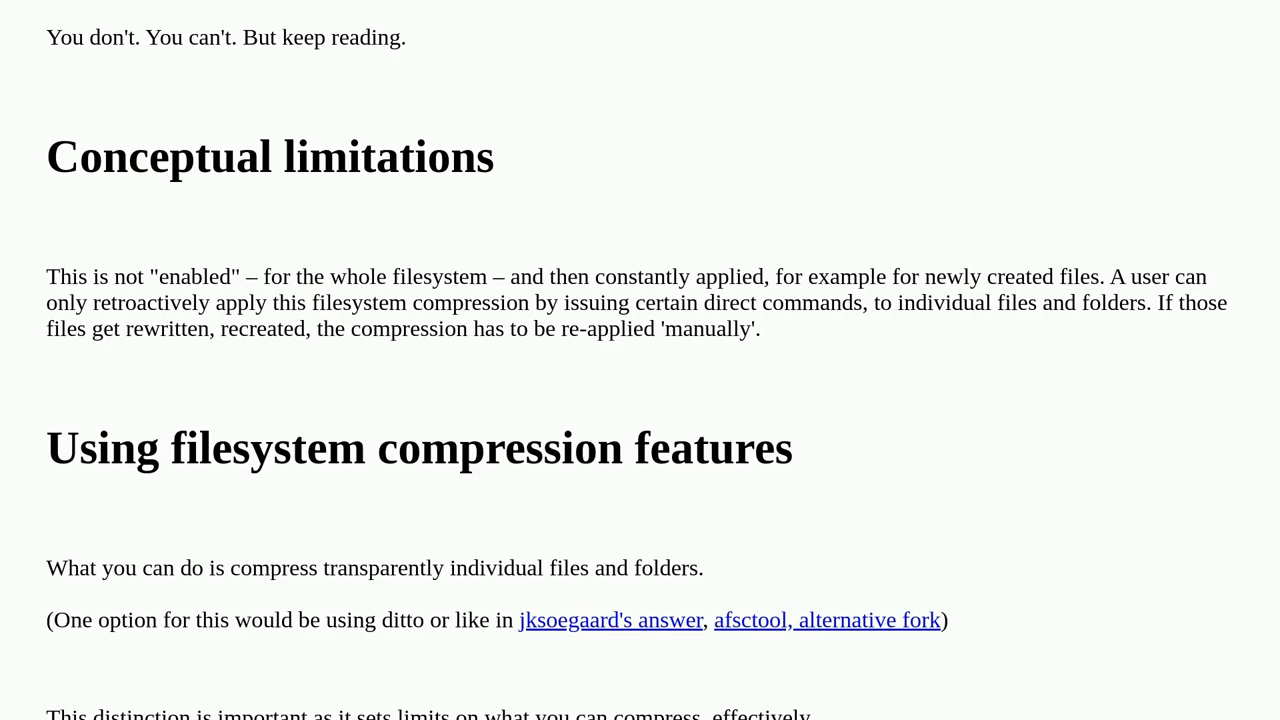 You don't. You can't. But keep reading.
Conceptual limitations
This is not "enabled" – for the whole filesystem – and then constantly applied, for example for newly created files. A user can
only retroactively apply this filesystem compression by issuing certain direct commands, to individual files and folders. If those
files get rewritten, recreated, the compression has to be re-applied 'manually'.
Using filesystem compression features
What you can do is compress transparently individual files and folders.
(One option for this would be using ditto or like in jksoegaard's answer, afsctool, alternative fork)
This distinction is important as it sets limits on what you can compress, effectively.